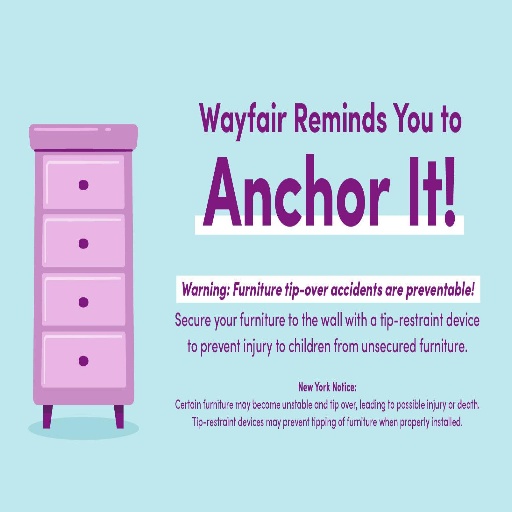 Wayfair Reminds You to
Anchor It!
Warning: Furniture tip-over accidents are preventable!
Secure your furniture to the wall with a tip-restraint device
to prevent injury to children from unsecured furniture.
New York Notice:
Certain furniture may become unstable and tip over, leading to possible injury or death.
Tip-restraint devices may prevent tipping of furniture when properly installed.